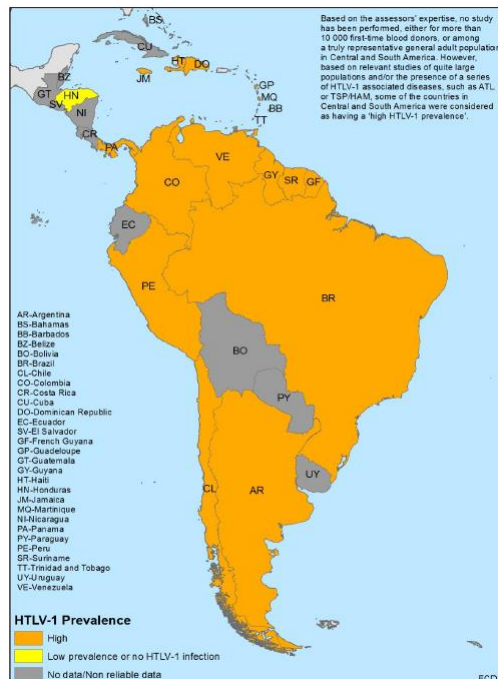 Based on the assessors' expertise, no study
has been performed, either for more than
10 000 first-time blood donors, or among
a truly representative general adult population
in Central and South America. However,
based on relevant studies of quite large
populations and/or the presence of a series
of HTLV-1 associated diseases, such as ATL
or TSP/HAM, some of the countries in
Central and South America were considered
as having a 'high HTLV-1 prevalence'.
BS
CU
HT
DO
JM
BZ
GT
HN
SV
NI
CR
PA
GP
MQ
BB
TT
VE
GY
SR
GF
CO
EC
PE
BR
BO
PY
UY
CL
AR
AR-Argentina
BS-Bahamas
BB-Barbados
BZ-Belize
BO-Bolivia
BR-Brazil
CL-Chile
CO-Colombia
CR-Costa Rica
CU-Cuba
DO-Dominican Republic
EC-Ecuador
SV-El Salvador
GF-French Guyana
GP-Guadeloupe
GT-Guatemala
GY-Guyana
HT-Haiti
HN-Honduras
JM-Jamaica
MQ-Martinique
NI-Nicaragua
PA-Panama
PY-Paraguay
PE-Peru
SR-Suriname
TT-Trinidad and Tobago
UY-Uruguay
VE-Venezuela
HTLV-1 Prevalence
High
Low prevalence or no HTLV-1 infection
No data/Non reliable data